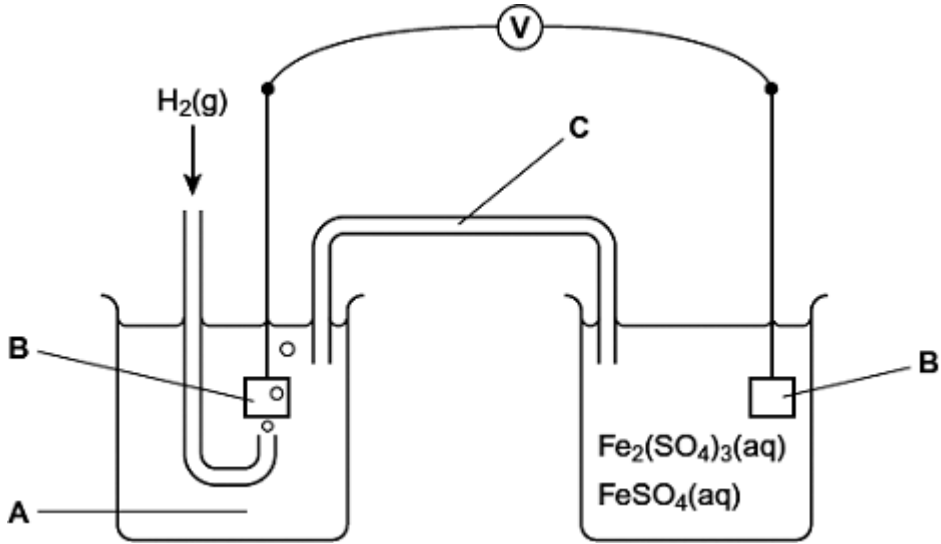 V
H₂(g)
C
B
B
Fe₂(SO₄)₃(aq)
FeSO₄(aq)
A